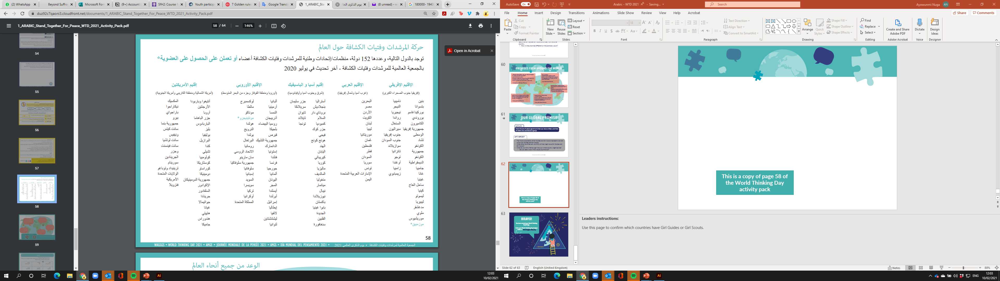 (2) WhatsApp
Beyond Suffra
Microsoft For
(9+) Account
SfH2: Course
Youth particip
7 Golden rules
Google Transla
1_ARABIC_Sta
يوم الذكرى العا
(8 unread) - w
180000- 1940
duz92c7qaoni3.cloudfront.net/documents/1_ARABIC_Stand_Together_For_Peace_WTD_2021_Activity_Pack.pdf
1_ARABIC_Stand_Together_For_Peace_WTD_2021_Activity_Pack.pdf
58 / 64
146%
Open in Acrobat
54
55
56
57
58
59
حركة المرشدات وفتيات الكشافة حول العالم
توجد بالدول التالية، وعددها 152 دولة، منظمات/إتحادات وطنية للمرشدات وفتيات الكشافة أعضاء أو تعملن على الحصول على العضوية*
بالجمعية العالمية للمرشدات وفتيات الكشافة - آخر تحديث في يوليو 2020
الإقليم الإفريقي
(إفريقيا جنوب الصحراء الكبرى)
بنين
بتسوانا
بوركينا فاسو
بوروندي
الكاميرون
جمهورية إفريقيا
الوسطى
تشاد
الكونغو
جمهورية
الكونغو
الديمقراطية
جامبيا
غانا
غينيا
ساحل العاج
كينيا
ليسوتو
ليبيريا
مدغشقر
ملوي
موريشيوس
موزمبيق*
ناميبيا
النيجر
نيجيريا
رواندا
السنغال
سيراليون
جنوب إفريقيا
جنوب السودان
سوازيلاند
تانزانيا
توجو
أوغندا
زامبيا
زيمبابوي
الإقليم العربي
(غرب آسيا وشمال إفريقيا)
البحرين
مصر
الأردن
الكويت
لبنان
ليبيا
موريتانيا
عُمان
فلسطين
قطر
السودان
سوريا
تونس
الإمارات العربية المتحدة
اليمن
إقليم آسيا و الباسيفيك
(شرق وجنوب آسيا وأوقيانوسيا)
أستراليا
بنجلاديش
بروناي دار
السلام
كمبوديا
جزر كوك
فيجي
هونج كونج
الهند
اليابان
كيريباتي
كوريا
ماليزيا
المالديف
منغوليا
ميانمار
نيبال
نيوزيلاندا
باكستان
بابوا غينيا
الجديدة
الفلبين
سنغافورة
جزر سليمان
سريلانكا
تايوان
تايلاند
تونجا
الإقليم الأوروبي
(أوروبا ومنطقة القوقاز وجزء من البحر المتوسط)
ألبانيا
أرمينيا
النمسا
أذربيجان
روسيا البيضاء
بلجيكا
قبرص
جمهورية التشيك
الدانمارك
إستونيا
فنلندا
فرنسا
جورجيا
ألمانيا
اليونان
المجر
أيسلندا
أيرلندا
إسرائيل
إيطاليا
لاتفيا
ليشتنشتاين
لتوانيا
لوكسمبرج
مالطا
موناكو
مونتينيجرو*
هولندا
النرويج
بولندا
البرتغال
رومانيا
الاتحاد الروسي
سان مارينو
جمهورية سلوفاكيا
سلوفانيا
إسبانيا
السويد
سويسرا
تركيا
أوكرانيا
المملكة المتحدة
إقليم الأمريكتين
(أمريكا الشمالية ومنطقة الكاريبي وأمريكا الجنوبية)
أنتيغوا وباربودا
الأرجنتين
أروبا
جزر الباهاما
الباربادوس
بليز
بوليفيا
البرازيل
كندا
تشيلي
كولومبيا
كوستاريكا
كوراساو
دومينيكا
جمهورية الدومينيكان
الإكوادور
السلفادور
جرينادا
جواتيمالا
غيانا
هاييتي
هندوراس
جاميكا
المكسيك
نيكاراجوا
باراجواي
بيرو
جمهورية بنما
سانت كيتس
ونيفيس
سانت لوتشيا
سانت فينسنت
وجزر
الجرينادين
سورينام
ترينيداد وتوباغو
الولايات المتحدة
الأمريكية
فنزويلا
58
WAGGGS • WORLD THINKING DAY 2021 • AMGE • JOURNÉE MONDIALE DE LA PENSÉE 2021 • AMGS • DÍA MUNDIAL DEL PENSAMIENTO 2021 • الجمعية العالمية لمرشدات وفتيات الكشافة • يوم الذكرى العالمي 2021
الوعد من جميع أنحاء العالم
12:03
10/02/2021
AutoSave On
Arabic - WTD 2021 - Saving...
Search
Ayowunmi Nuga AN
File Home Insert Design Transitions Animations Slide Show Review View Help Acrobat
Share Comments
Paste
Cut
Copy
Format Painter
Clipboard
New Slide
Reuse Slides
Layout
Reset
Section
Slides
18
Font
Text Direction
Align Text
Convert to SmartArt
Paragraph
Arrange
Quick Styles
Shape Fill
Shape Outline
Shape Effects
Drawing
Find
Replace
Select
Editing
Create and Share Adobe PDF
Adobe Acrobat
Dictate
Voice
Design Ideas
Designer
60
PROMISES FROM AROUND THE WORLD
61
OUR GLOBAL PROMISE
ACTIVITY
LET'S REFLECT
62
This is a copy of page 58 of the World Thinking Day activity pack
63
BRAVO!
This is a copy of page 58 of
the World Thinking Day
activity pack
Leaders instructions:
Use this page to confirm which countries have Girl Guides or Girl Scouts.
Slide 62 of 63
English (United Kingdom)
Notes
88%
ENG
12:03
10/02/2021